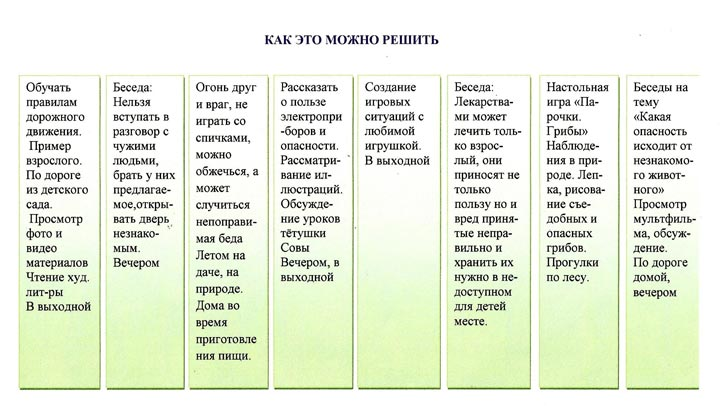 КАК ЭТО МОЖНО РЕШИТЬ
Обучать
правилам
дорожного
движения.
Пример
взрослого.
По дороге
из детского
сада.
Просмотр
фото и
видео
материалов
Чтение худ.
лит-ры
В выходной
Беседа:
Нельзя
вступать в
разговор с
чужими
людьми,
брать у них
предлагае-
мое,откры-
вать дверь
незнако-
мым.
Вечером
Огонь друг
и враг, не
играть со
спичками,
можно
обжечься, а
может
случиться
непоправи-
мая беда
Летом на
даче, на
природе.
Дома во
время
приготовле
ния пищи.
Рассказать
о пользе
электропри
-боров и
опасности.
Рассматри-
вание ил-
люстраций.
Обсужде-
ние уроков
тётушки
Совы
Вечером, в
выходной
Создание
игровых
ситуаций с
любимой
игрушкой.
В выходной
Беседа:
Лекарства-
ми может
лечить толь-
ко взрос-
лый, они
приносят не
только
пользу но и
вред приня-
тые непра-
вильно и
хранить их
нужно в не-
доступном
для детей
месте.
Настольная
игра «Па-
рочки.
Грибы»
Наблюде-
ния в при-
роде. Леп-
ка, рисова-
ние съе-
добных и
опасных
грибов.
Прогулки
по лесу.
Беседы на
тему
«Какая
опасность
исходит от
незнакомо-
го живот-
ного»
Просмотр
мультфиль-
ма, обсуж-
дение.
По дороге
домой,
вечером